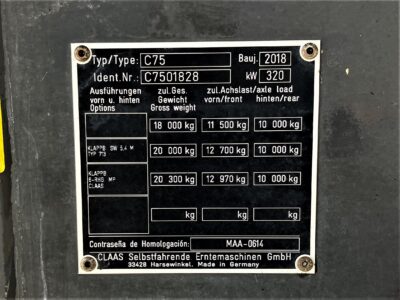 Typ/Type: C75 Bauj. 2018
Ident.Nr.: C7501828 kW 320
Ausführungen zul. Ges. zul. Achslast/axle load
vorn u. hinten Gewicht vorn/front hinten/rear
Options Gross weight
18 000 kg 11 500 kg 10 000 kg
KLAPPB SW 5,4 M
TYP 713
20 000 kg 12 700 kg 10 000 kg
KLAPPB
6-RHG MP
CLAAS
20 300 kg 12 970 kg 10 000 kg
kg kg kg
Contraseña de Homologación: MAA-0614
CLAAS Selbstfahrende Erntemaschinen GmbH
33428 Harsewinkel. Made in Germany